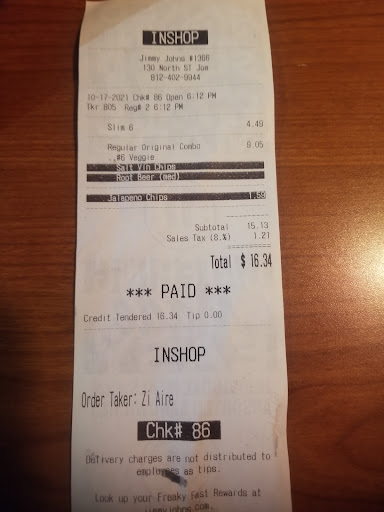 INSHOP
Jimmy Johns #1366
130 North ST Joe
812-402-9944
10-17-2021 Chk# 86 Open 6:12 PM
Tkr 805 Reg# 2 6:12 PM
Slim 6 4.49
Regular Original Combo 9.05
.,#6 Veggie
Salt Vin Chips
Root Beer (med)
Jalapeno Chips 1.59
Subtotal 15.13
Sales Tax (8.%) 1.21
Total $ 16.34
*** PAID ***
Credit Tendered 16.34 Tip 0.00
INSHOP
Order Taker: Zi Aire
Chk# 86
Delivery charges are not distributed to
employees as tips.
Look up your Freaky Fast Rewards at
jimmyjohns.com.